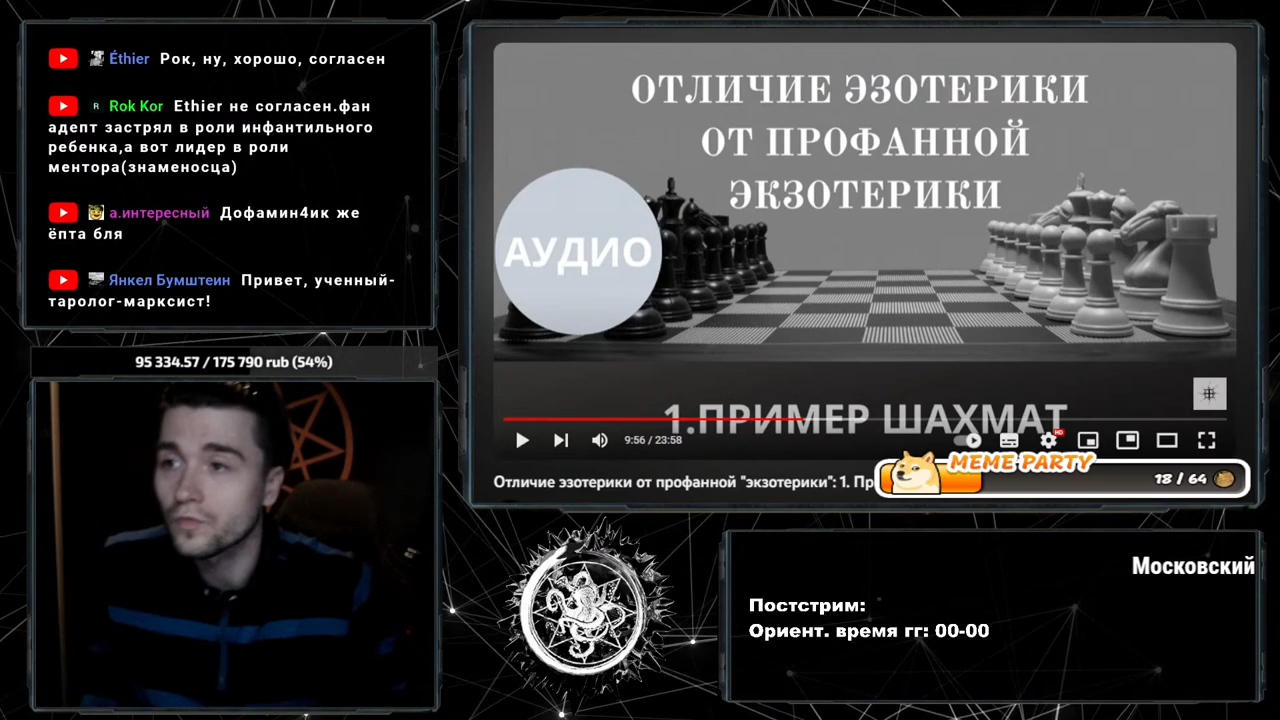 Éthier Рок, ну, хорошо, согласен
R Rok Kor Ethier не согласен.фан
адепт застрял в роли инфантильного
ребенка,а вот лидер в роли
ментора(знаменосца)
а.интересный Дофамин4ик же
ёпта бля
Янкел Бумштеин Привет, ученный-
таролог-марксист!
95 334.57 / 175 790 rub (54%)
ОТЛИЧИЕ ЭЗОТЕРИКИ
ОТ ПРОФАННОЙ
ЭКЗОТЕРИКИ
АУДИО
1.ПРИМЕР ШАХМАТ
9:56 / 23:58
HD
MEME PARTY
18 / 64
Отличие эзотерики от профанной "экзотерики": 1. Пр
Московский
Постстрим:
Ориент. время гг: 00-00